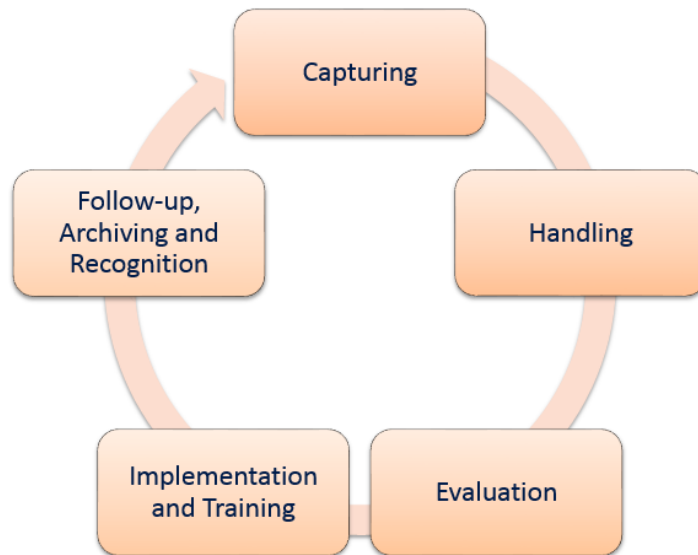 Capturing
Handling
Evaluation
Implementation
and Training
Follow-up,
Archiving and
Recognition